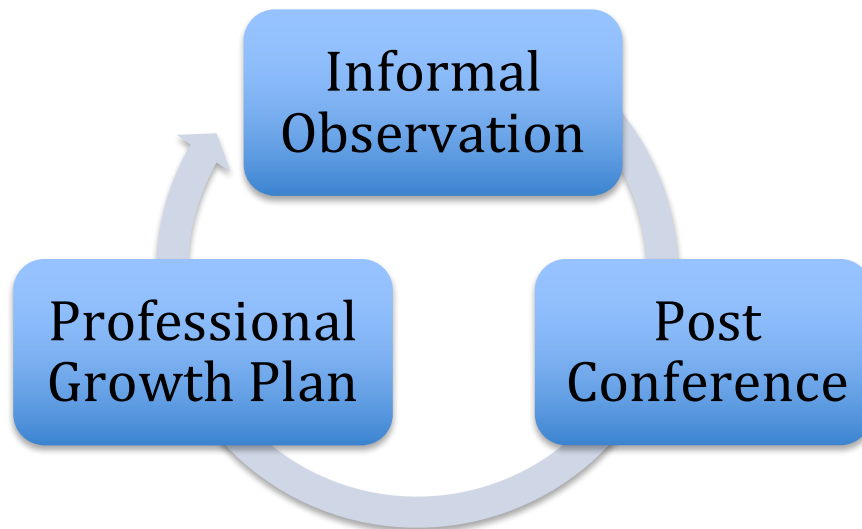 Informal
Observation
Professional
Growth Plan
Post
Conference